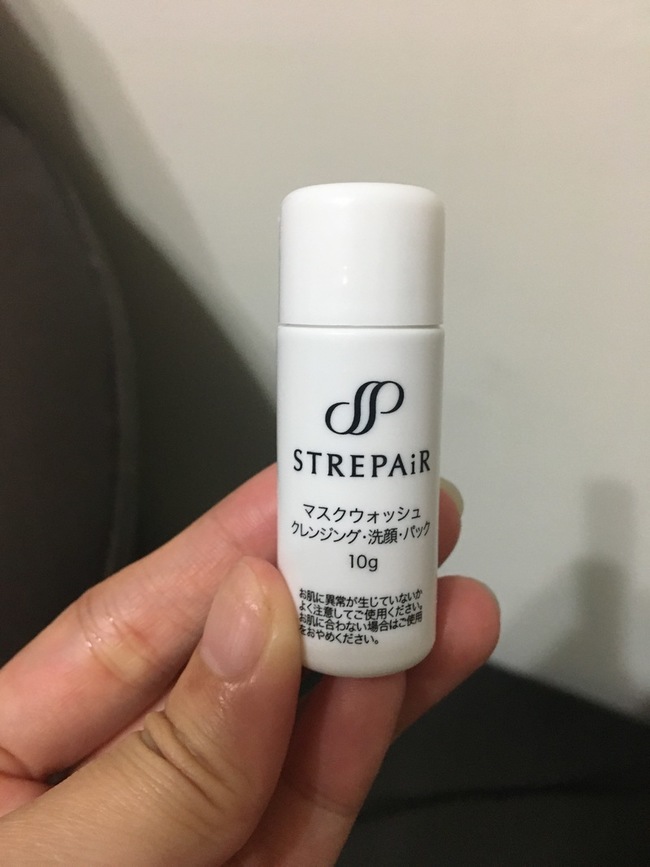 STREPAiR
マスクウォッシュ
クレンジング・洗顔・パック
10g
お肌に異常が生じていないか
よく注意してご使用ください。
お肌に合わない場合はご使用
をおやめください。